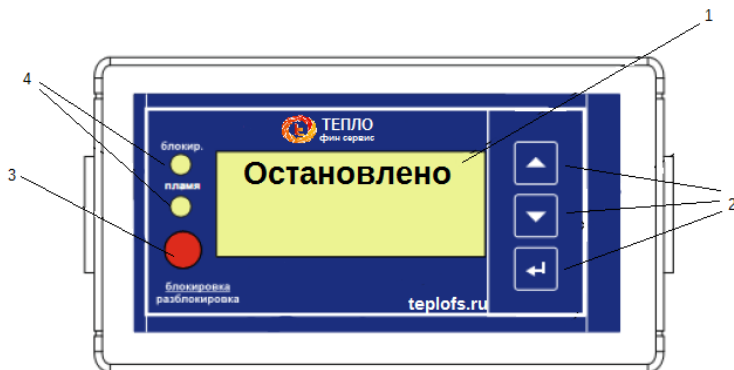 1
4
ТЕПЛО
фин сервис
блокир.
Остановлено
3
пламя
2
блокировка
разблокировка
teplofs.ru